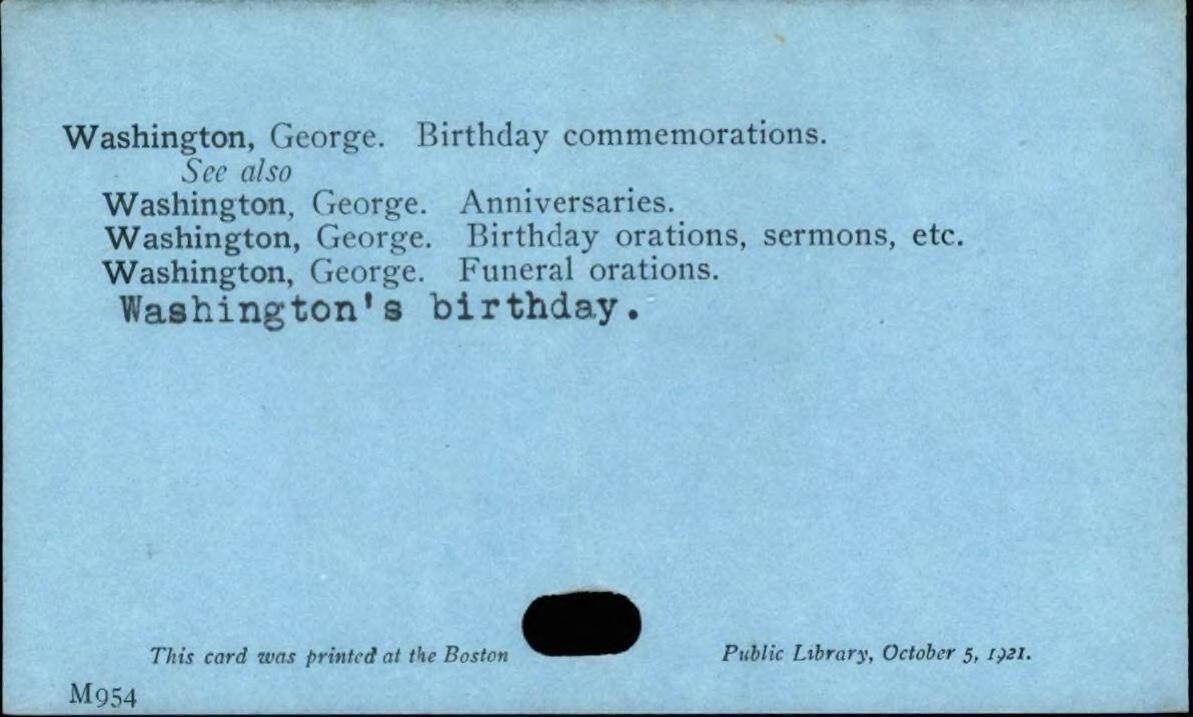 Washington, George. Birthday commemorations.
See also
Washington, George. Anniversaries.
Washington, George. Birthday orations, sermons, etc.
Washington, George. Funeral orations.
Washington's birthday.
This card was printed at the Boston Public Library, October 5, 1921.
M954